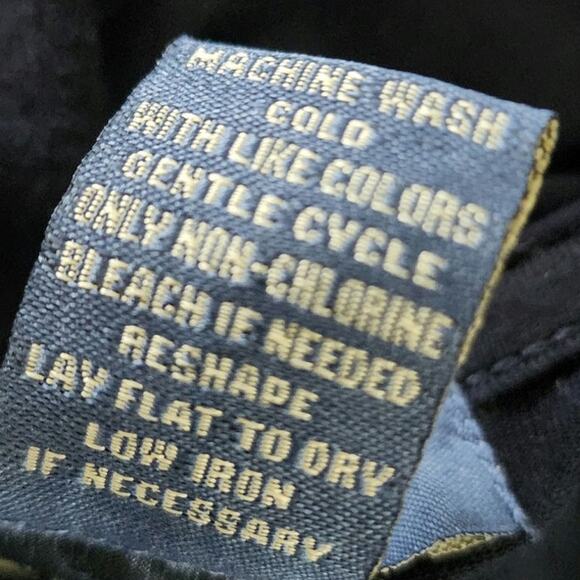 MACHINE WASH
COLD
WITH LIKE COLORS
GENTLE CYCLE
ONLY NON-CHLORINE
BLEACH IF NEEDED
RESHAPE
LAY FLAT TO DRY
LOW IRON
IF NECESSARY